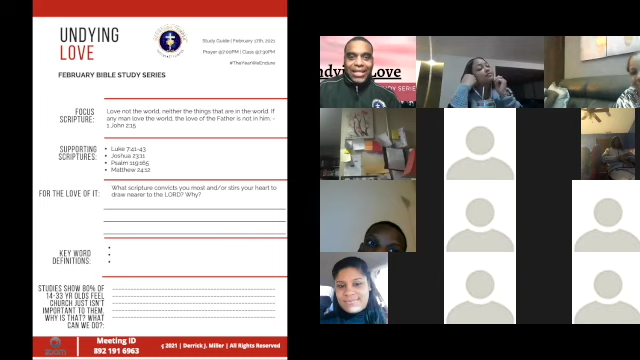 UNDYING
LOVE
Study Guide | February 17th, 2021
Prayer @7:00PM | Class @7:30PM
#TheYearWeEndure
FEBRUARY BIBLE STUDY SERIES
FOCUS
SCRIPTURE:
Love not the world, neither the things that are in the world. If
any man love the world, the love of the Father is not in him. -
1 John 2:15
SUPPORTING
SCRIPTURES:
• Luke 7:41-43
• Joshua 23:11
• Psalm 119:165
• Matthew 24:12
FOR THE LOVE OF IT:
What scripture convicts you most and/or stirs your heart to
draw nearer to the LORD? Why?
KEY WORD
DEFINITIONS:
STUDIES SHOW 80% OF
14-33 YR OLDS FEEL
CHURCH JUST ISN'T
IMPORTANT TO THEM.
WHY IS THAT? WHAT
CAN WE DO?:
zoom
Meeting ID
892 191 6963
© 2021 | Derrick J. Miller | All Rights Reserved
Undying Love
STUDY SERIES